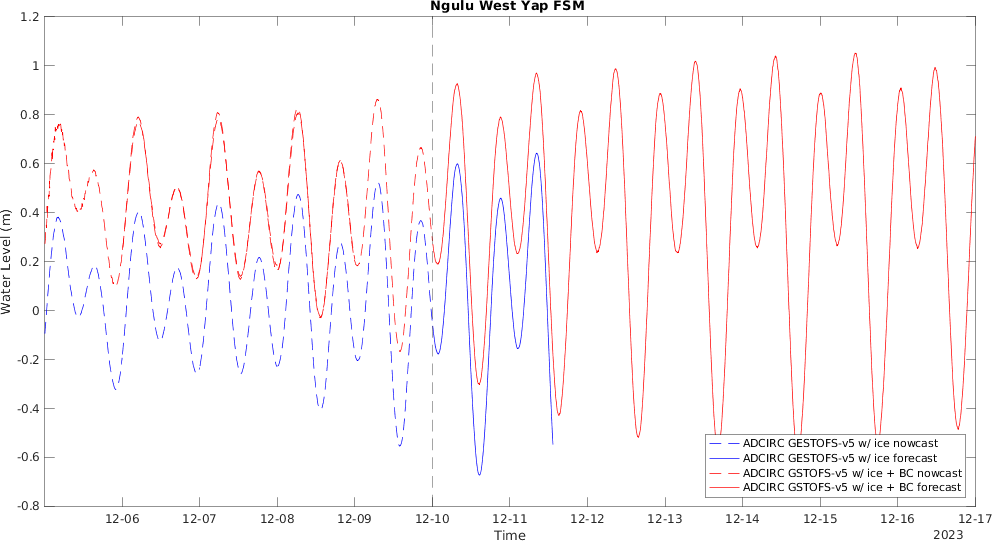 Ngulu West Yap FSM
1.2
1
0.8
0.6
0.4
0.2
0
-0.2
-0.4
-0.6
-0.8
Water Level (m)
ADCIRC GESTOFS-v5 w/ ice nowcast
ADCIRC GESTOFS-v5 w/ ice forecast
ADCIRC GSTOFS-v5 w/ ice + BC nowcast
ADCIRC GSTOFS-v5 w/ ice + BC forecast
12-06 12-07 12-08 12-09 12-10 12-11 12-12 12-13 12-14 12-15 12-16 12-17
Time
2023